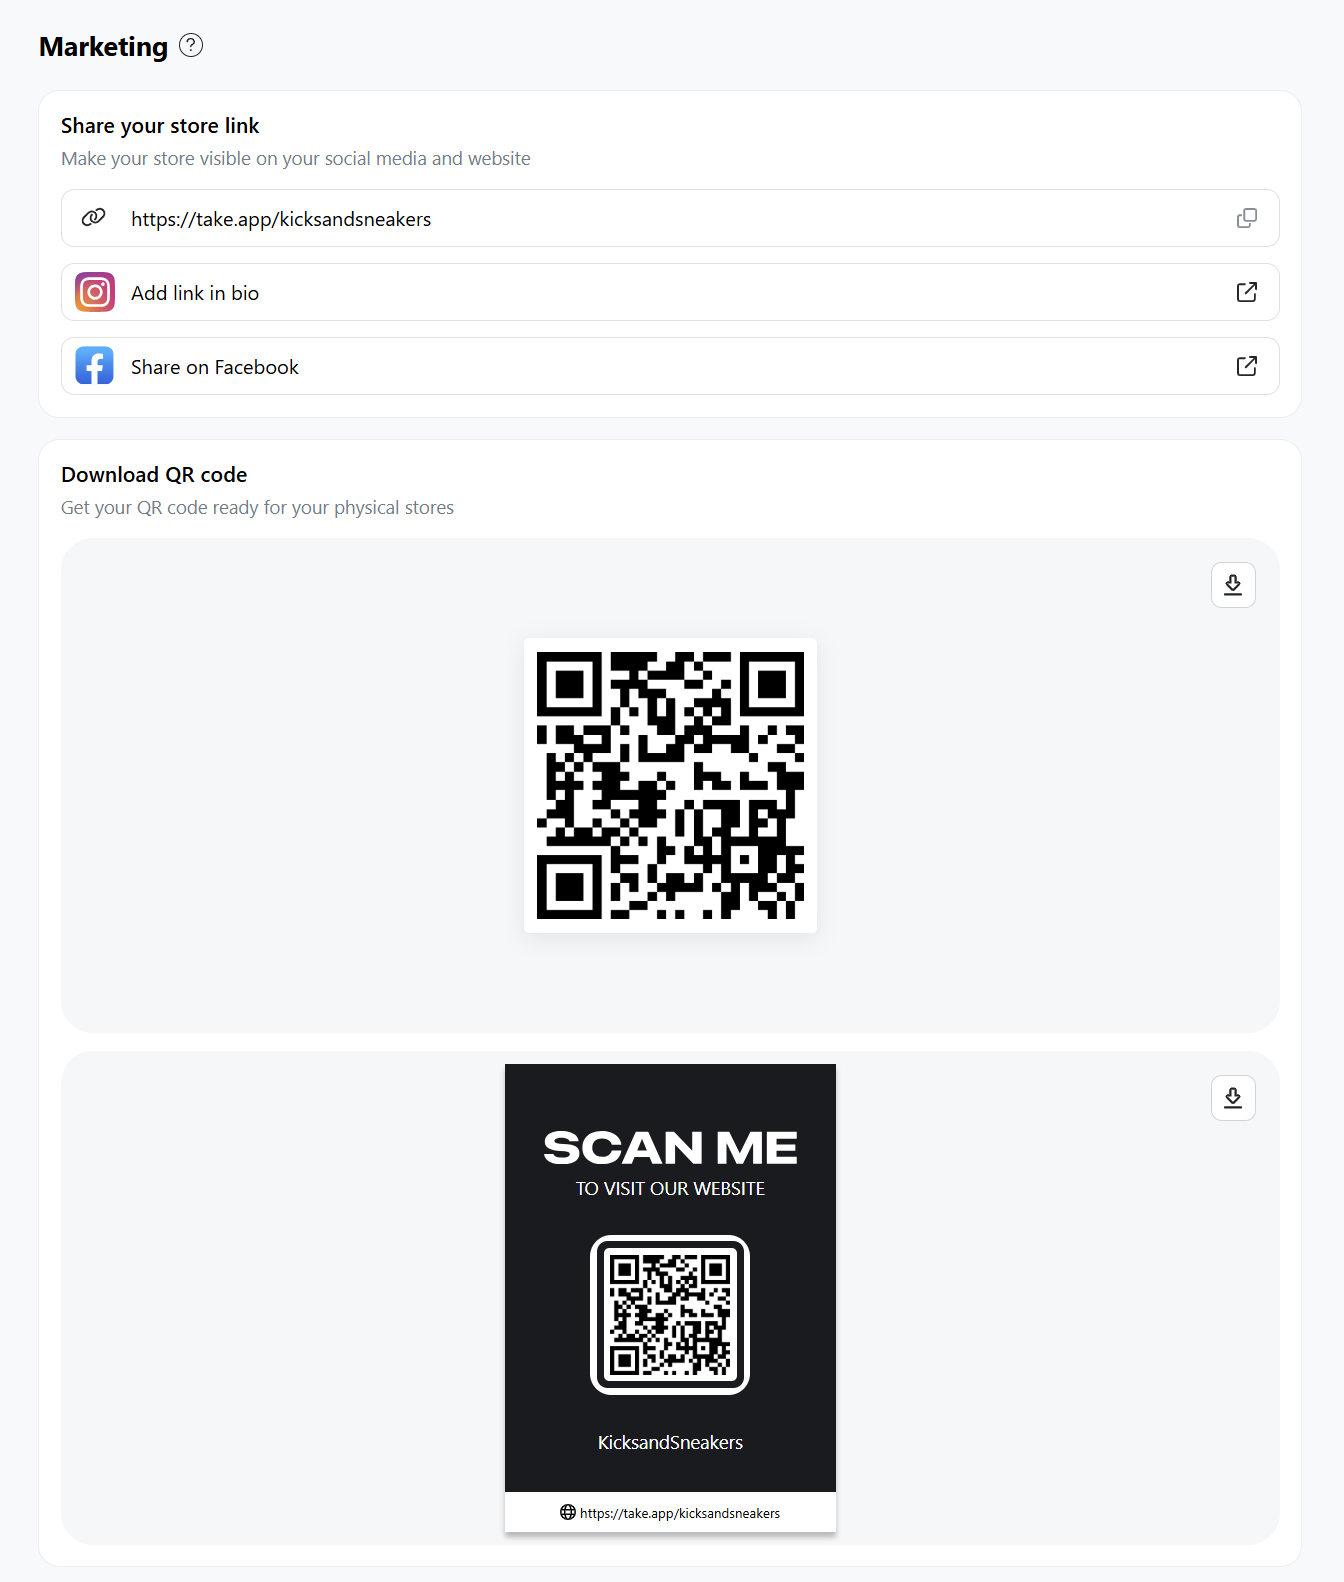 Marketing
Share your store link
Make your store visible on your social media and website
https://take.app/kicksandsneakers
Add link in bio
Share on Facebook
Download QR code
Get your QR code ready for your physical stores
SCAN ME
TO VISIT OUR WEBSITE
KicksandSneakers
https://take.app/kicksandsneakers